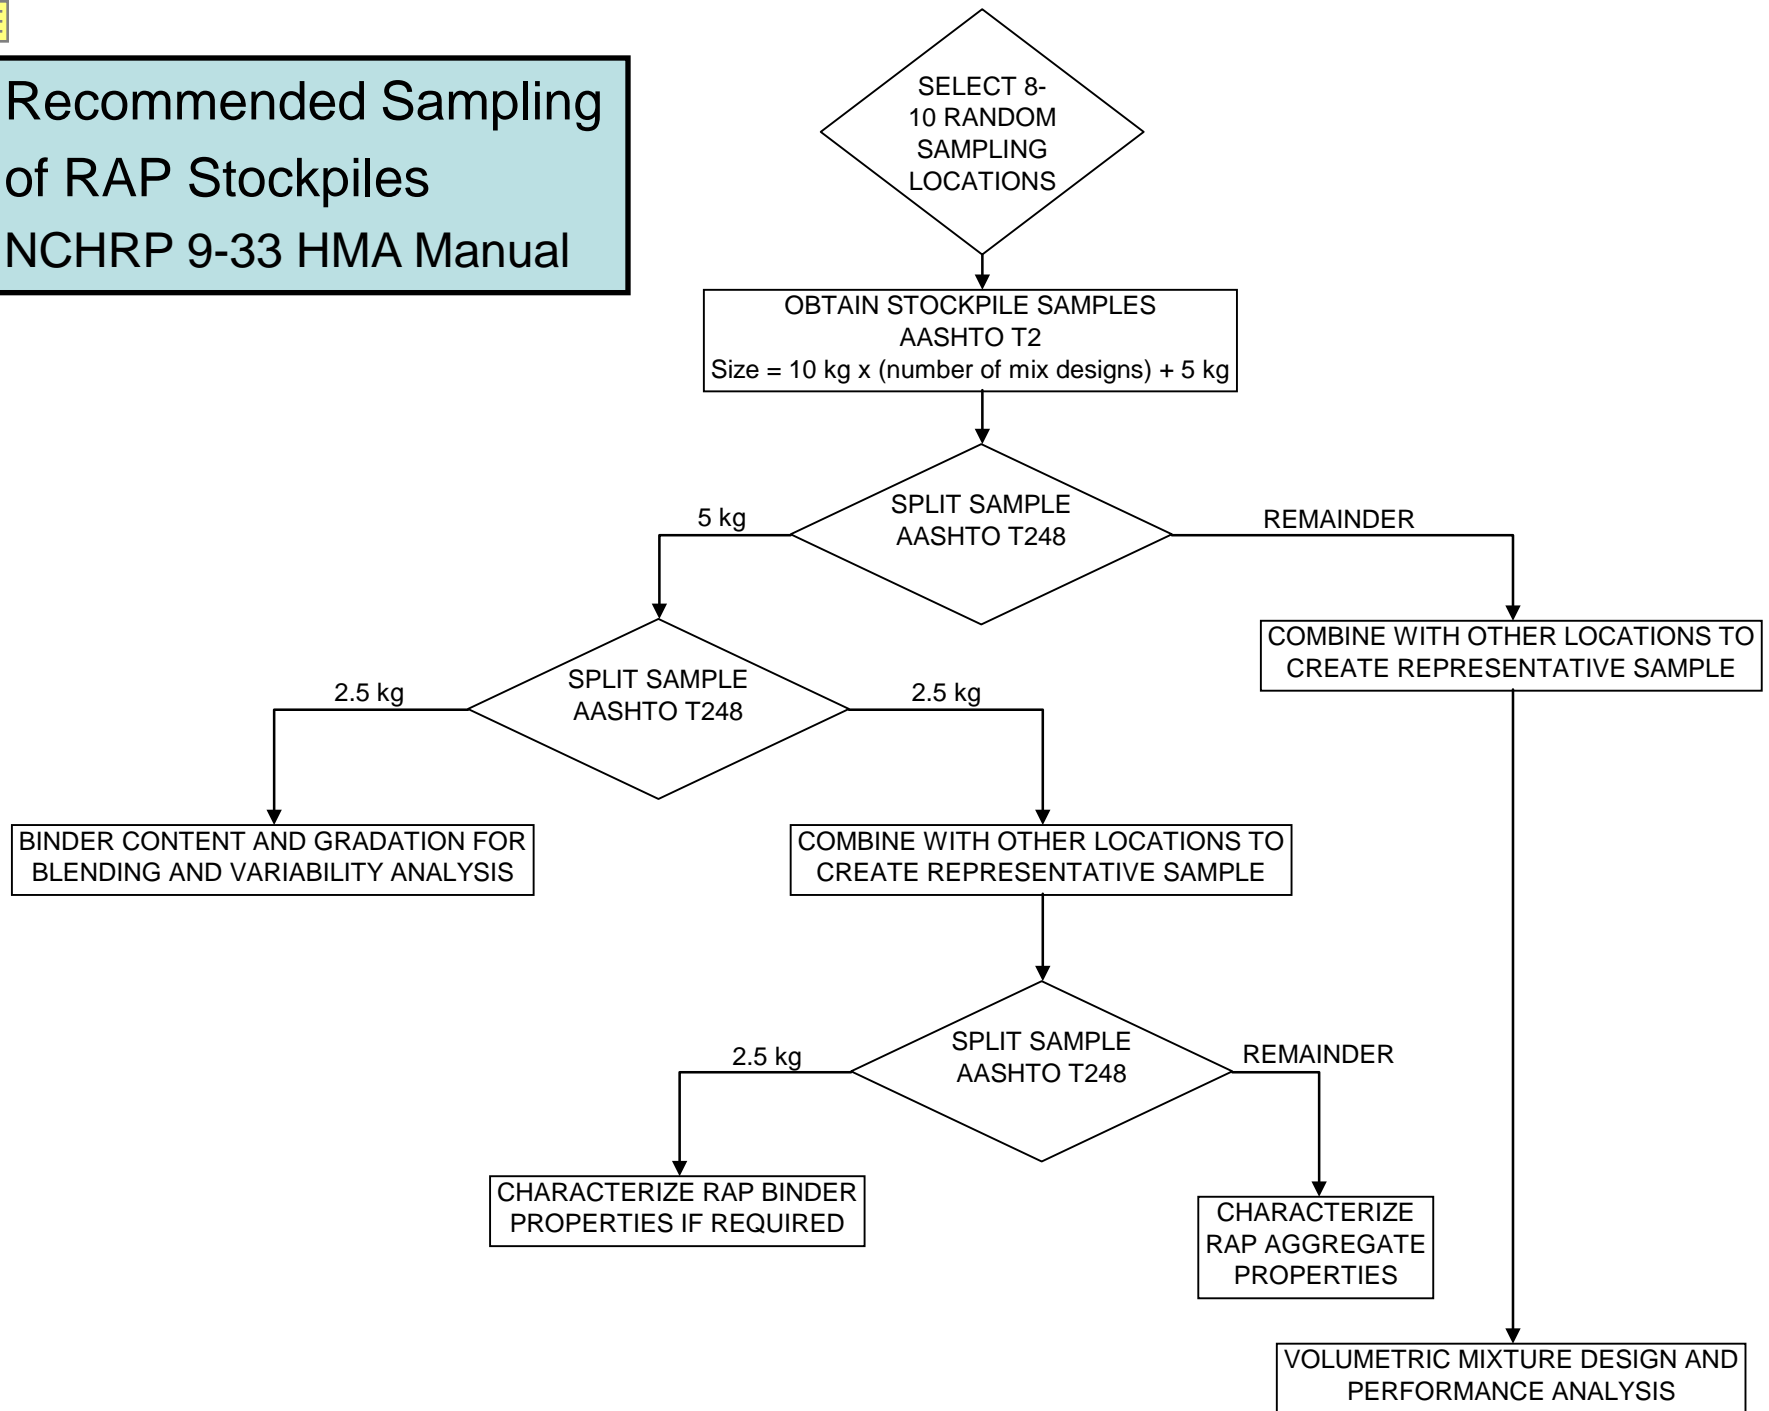 Recommended Sampling
of RAP Stockpiles
NCHRP 9-33 HMA Manual
SELECT 8-
10 RANDOM
SAMPLING
LOCATIONS
OBTAIN STOCKPILE SAMPLES
AASHTO T2
Size = 10 kg x (number of mix designs) + 5 kg
SPLIT SAMPLE
AASHTO T248
5 kg
REMAINDER
COMBINE WITH OTHER LOCATIONS TO
CREATE REPRESENTATIVE SAMPLE
SPLIT SAMPLE
AASHTO T248
2.5 kg
2.5 kg
BINDER CONTENT AND GRADATION FOR
BLENDING AND VARIABILITY ANALYSIS
COMBINE WITH OTHER LOCATIONS TO
CREATE REPRESENTATIVE SAMPLE
SPLIT SAMPLE
AASHTO T248
2.5 kg
REMAINDER
CHARACTERIZE RAP BINDER
PROPERTIES IF REQUIRED
CHARACTERIZE
RAP AGGREGATE
PROPERTIES
VOLUMETRIC MIXTURE DESIGN AND
PERFORMANCE ANALYSIS